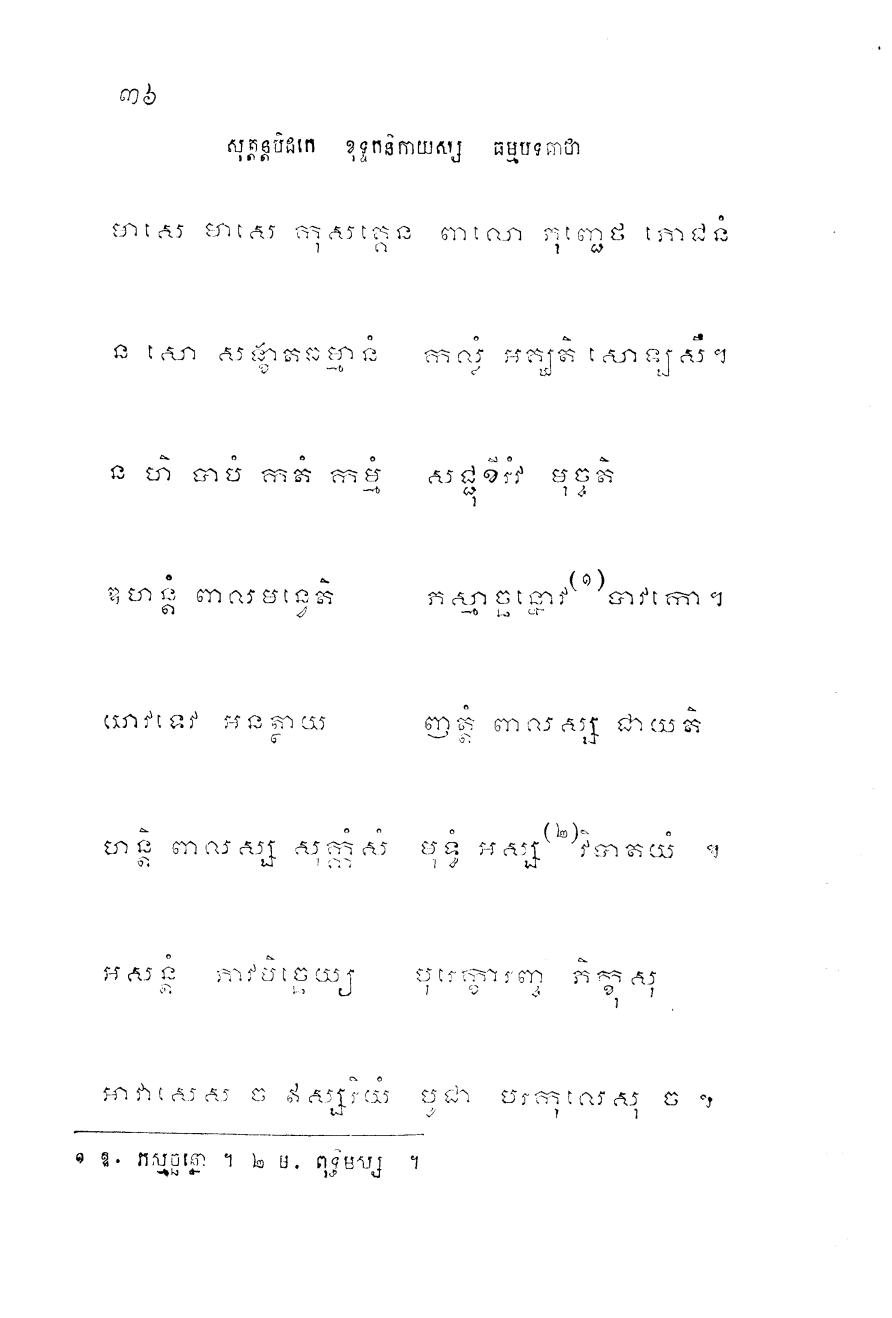 ៣៦
សុត្តន្តបិដកេ ខុទ្ទកនិកាយស្ស ធម្មបទគាថា
មាសេ មាសេ កុសគ្គេន ពាលោ ភុញ្ជេថ ភោជនំ
ន សោ សង្ខាតធម្មានំ កលំ្វ អគ្ឃតិ សោឡសឹ។
ន ហិ បាបំ កតំ កម្មំ សជ្ជុខីរំវ មុច្ចតិ
ឌហន្តំ ពាលមន្វេតិ ភស្មាច្ឆន្នោវ(១)បាវកោ។
យាវទេវ អនត្ថាយ ញត្តំ ពាលស្ស ជាយតិ
ហន្តិ ពាលស្ស សុក្កំសំ មុទ្ធំ អស្ស(២)វិបាតយំ ។
អសន្តំ ភាវមិច្ឆេយ្យ បុរេក្ខារញ្ច ភិក្ខុសុ
អាវាសេសុ ច ឥស្សរិយំ បូជា បរកុលេសុ ច ។
១ ឱ. ភស្មច្ឆន្នោ ។ ២ ម. ពុទ្ធិមស្ស ។